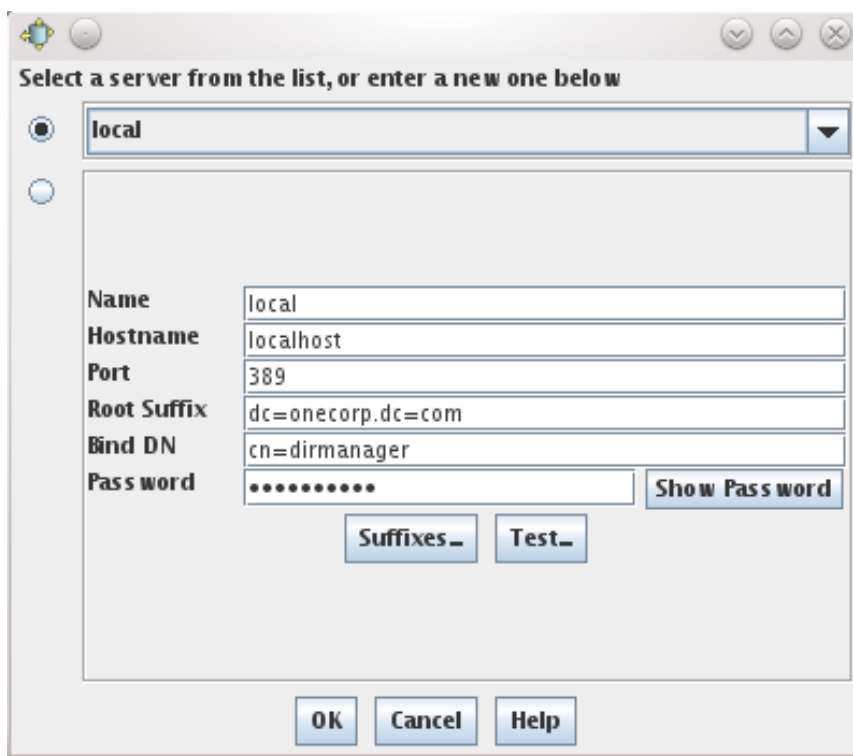 Select a server from the list, or enter a new one below
local
Name local
Hostname localhost
Port 389
Root Suffix dc=onecorp.dc=com
Bind DN cn=dirmanager
Password •••••••••• Show Password
Suffixes... Test...
OK Cancel Help